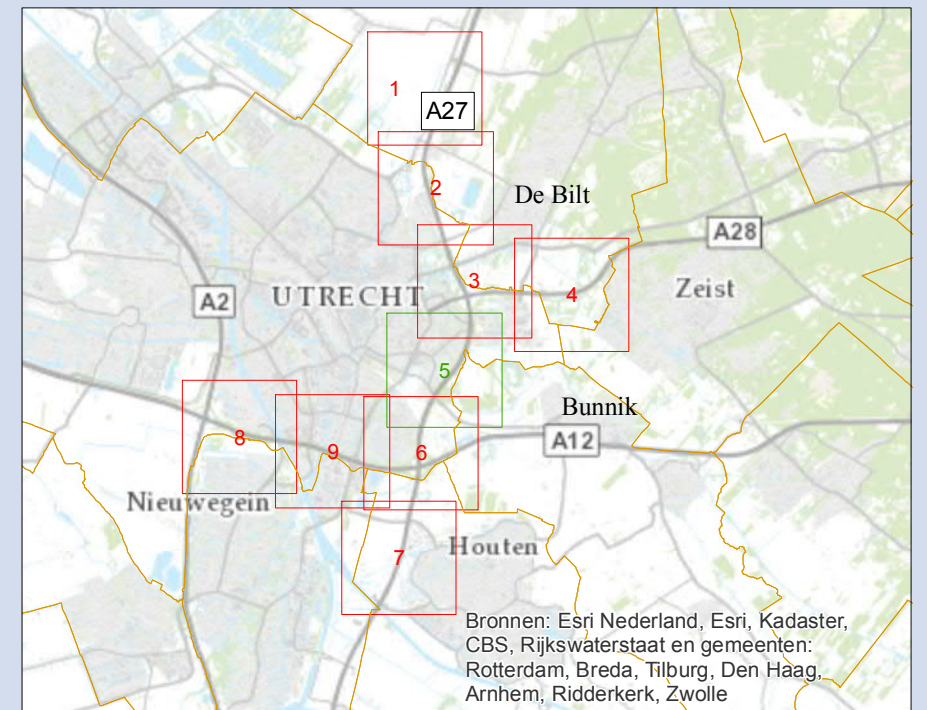 1
A27
2
De Bilt
A28
3
4
Zeist
A2
UTRECHT
5
Bunnik
A12
8
9
6
Nieuwegein
Houten
7
Bronnen: Esri Nederland, Esri, Kadaster,
CBS, Rijkswaterstaat en gemeenten:
Rotterdam, Breda, Tilburg, Den Haag,
Arnhem, Ridderkerk, Zwolle